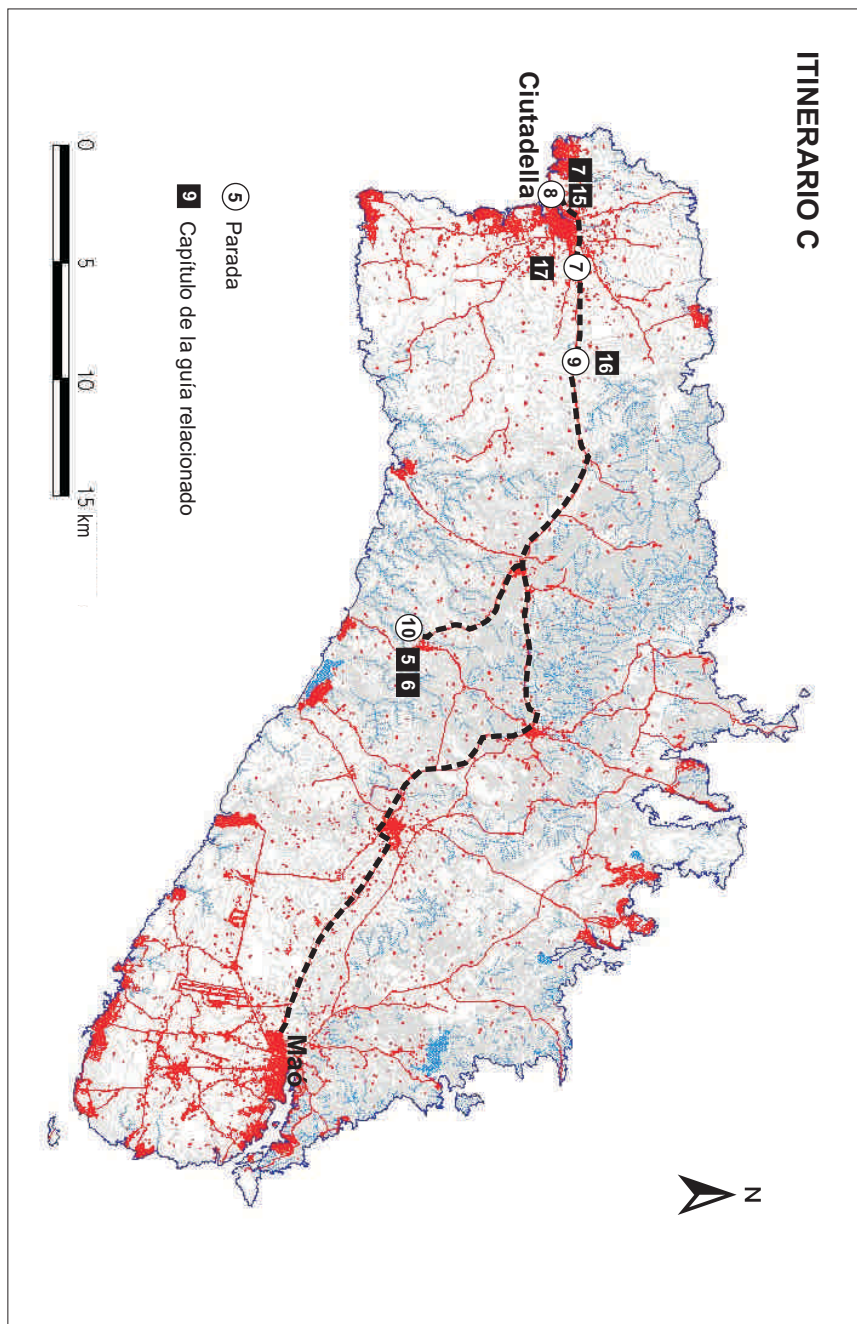 ITINERARIO C
Ciutadella
7 15
8
17
7
9
16
10
5 6
Maó
N
5 Parada
9 Capítulo de la guía relacionado
0 5 10 15 km